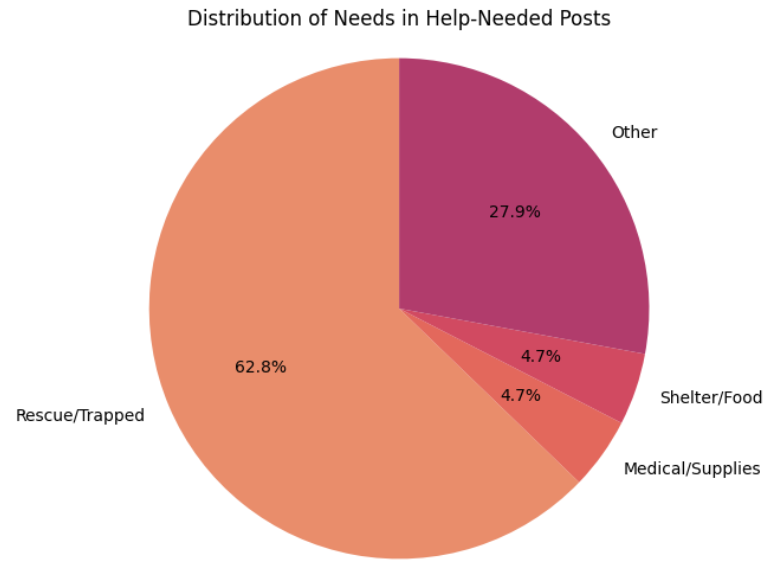 Distribution of Needs in Help-Needed Posts
Other
27.9%
4.7%
4.7%
62.8%
Shelter/Food
Rescue/Trapped
Medical/Supplies